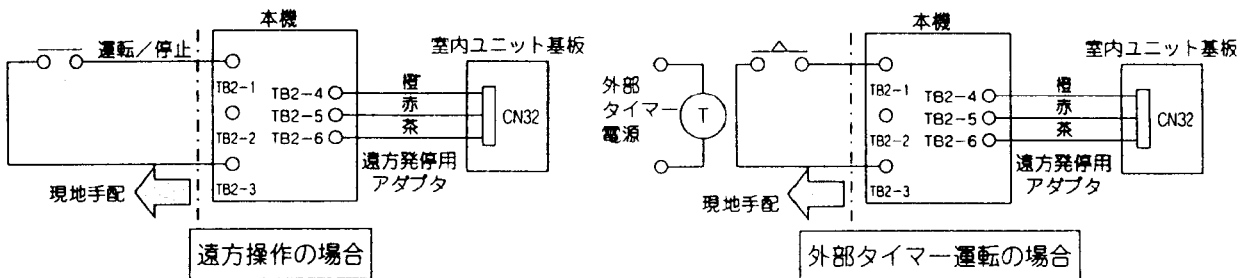 本機
運転／停止
室内ユニット基板
TB2-1
TB2-2
TB2-3
TB2-4
TB2-5
TB2-6
橙
赤
茶
CN32
遠方発停用
アダプタ
現地手配
遠方操作の場合
本機
室内ユニット基板
外部
タイマー
電源
T
TB2-1
TB2-2
TB2-3
TB2-4
TB2-5
TB2-6
橙
赤
茶
CN32
遠方発停用
アダプタ
現地手配
外部タイマー運転の場合